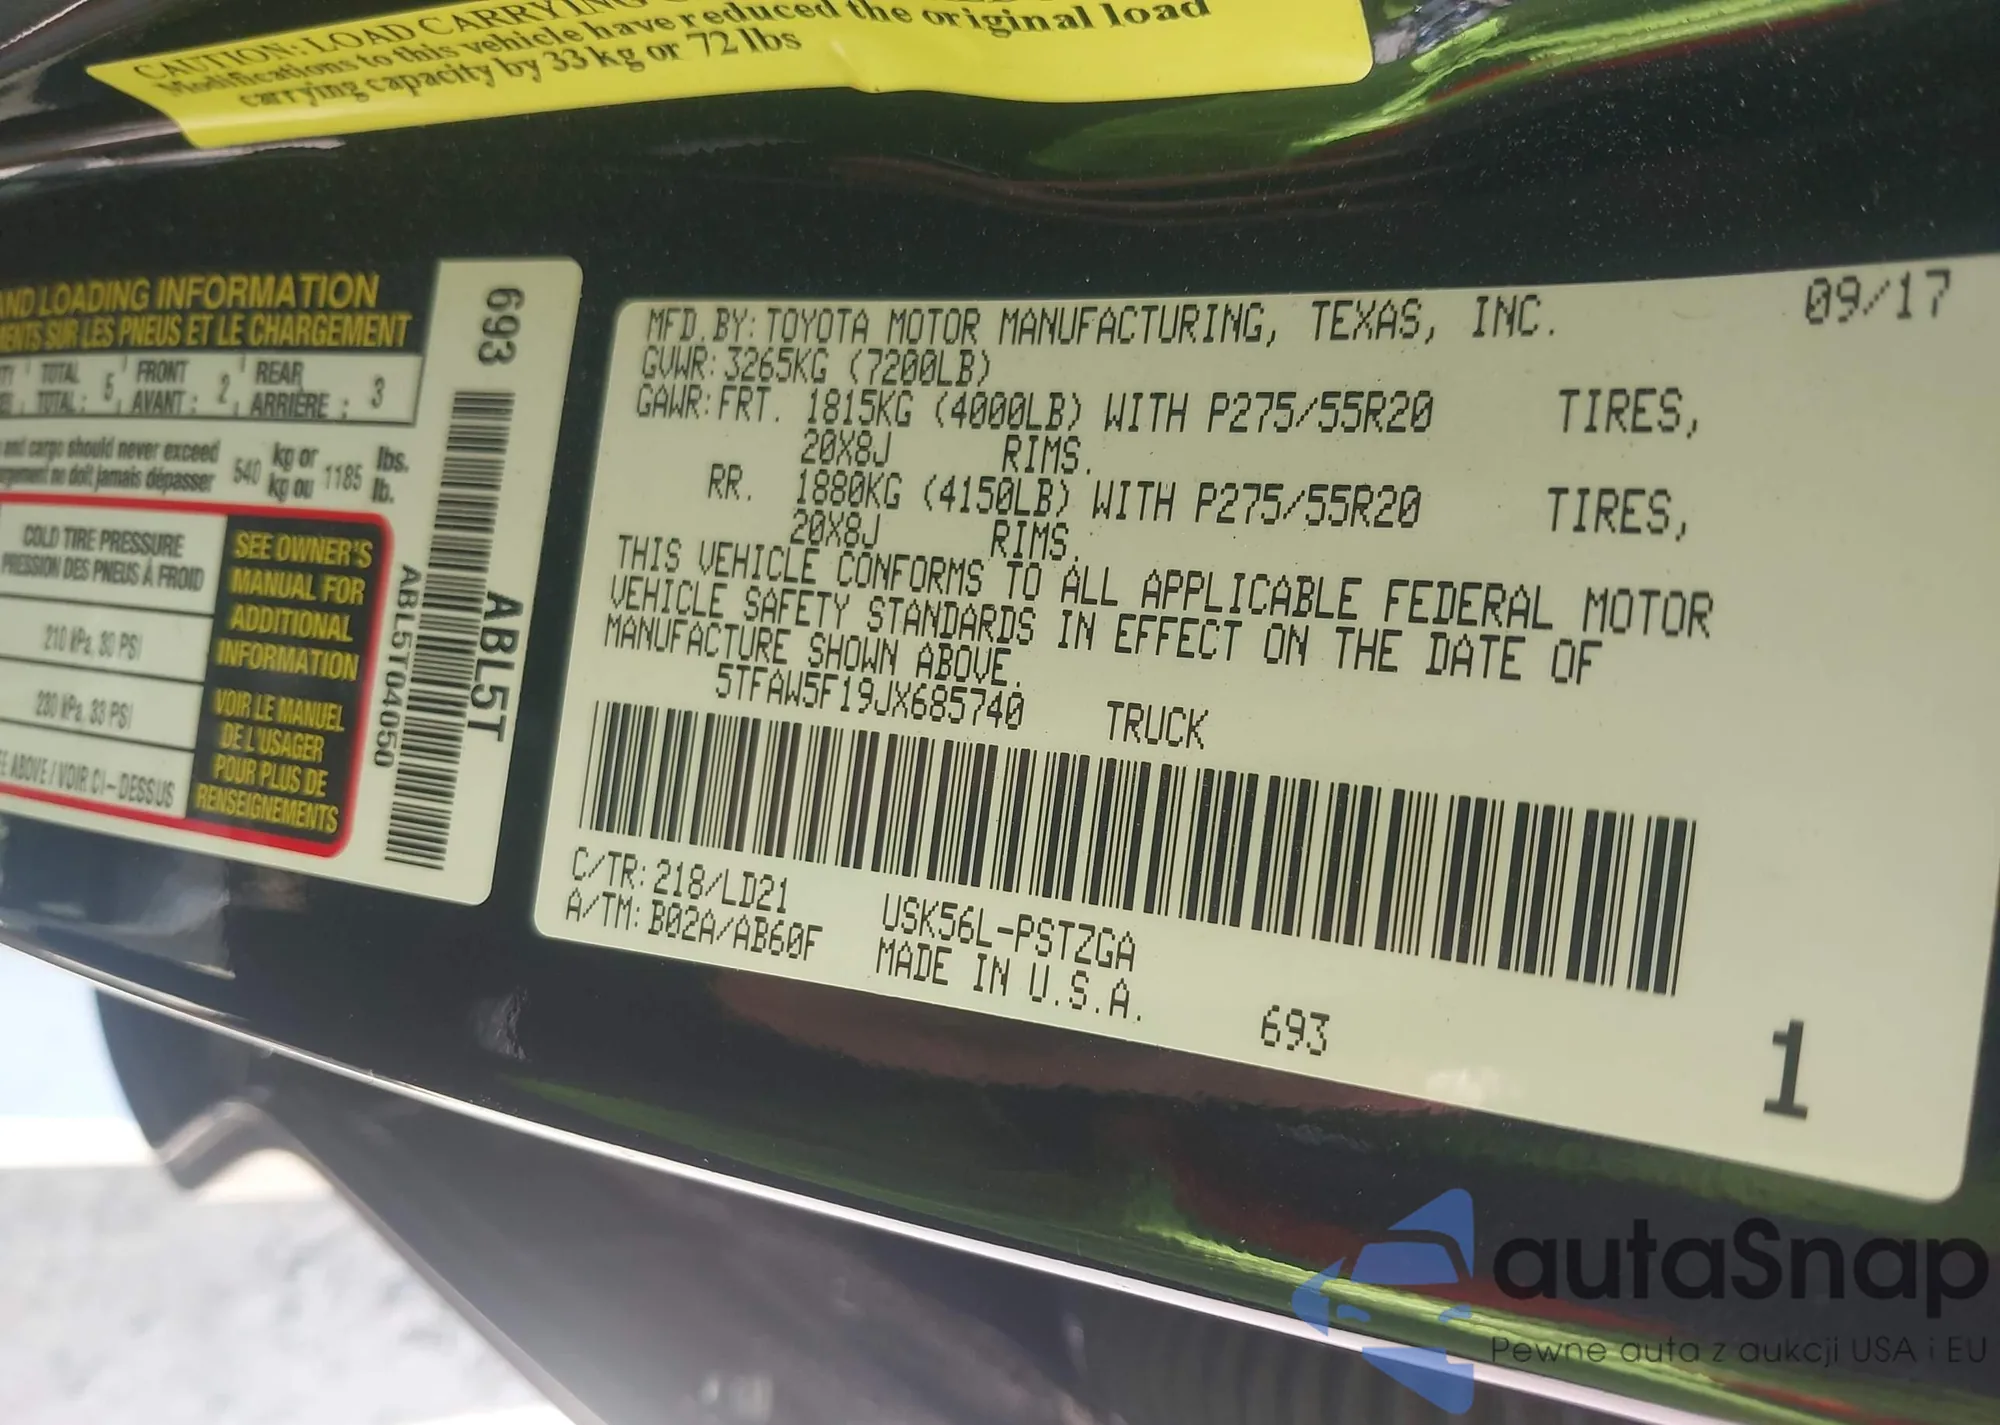 CAUTION: LOAD CARRYING
Modifications to this vehicle have reduced the original load
carrying capacity by 33 kg or 72 lbs
AND LOADING INFORMATION
SUR LES PNEUS ET LE CHARGEMENT
TOTAL 5 FRONT 2 REAR 3
TOTAL: AVANT: ARRIÈRE:
and cargo should never exceed 540 kg or 1185 lbs.
ne doit jamais dépasser kg ou lb.
COLD TIRE PRESSURE
PRESSION DES PNEUS À FROID
210 kPa, 30 PSI
230 kPa, 33 PSI
ABOVE / VOIR CI-DESSUS
SEE OWNER'S
MANUAL FOR
ADDITIONAL
INFORMATION
VOIR LE MANUEL
DE L'USAGER
POUR PLUS DE
RENSEIGNEMENTS
693
ABL5T
ABL5T04050
MFD.BY:TOYOTA MOTOR MANUFACTURING, TEXAS, INC. 09/17
GVWR:3265KG (7200LB)
GAWR:FRT. 1815KG (4000LB) WITH P275/55R20 TIRES,
20X8J RIMS.
RR. 1880KG (4150LB) WITH P275/55R20 TIRES,
20X8J RIMS.
THIS VEHICLE CONFORMS TO ALL APPLICABLE FEDERAL MOTOR
VEHICLE SAFETY STANDARDS IN EFFECT ON THE DATE OF
MANUFACTURE SHOWN ABOVE.
5TFAW5F19JX685740 TRUCK
C/TR:218/LD21 USK56L-PSTZGA
A/TM:B02A/AB60F MADE IN U.S.A.
693
1
autaSnap
Pewne auta z aukcji USA i EU